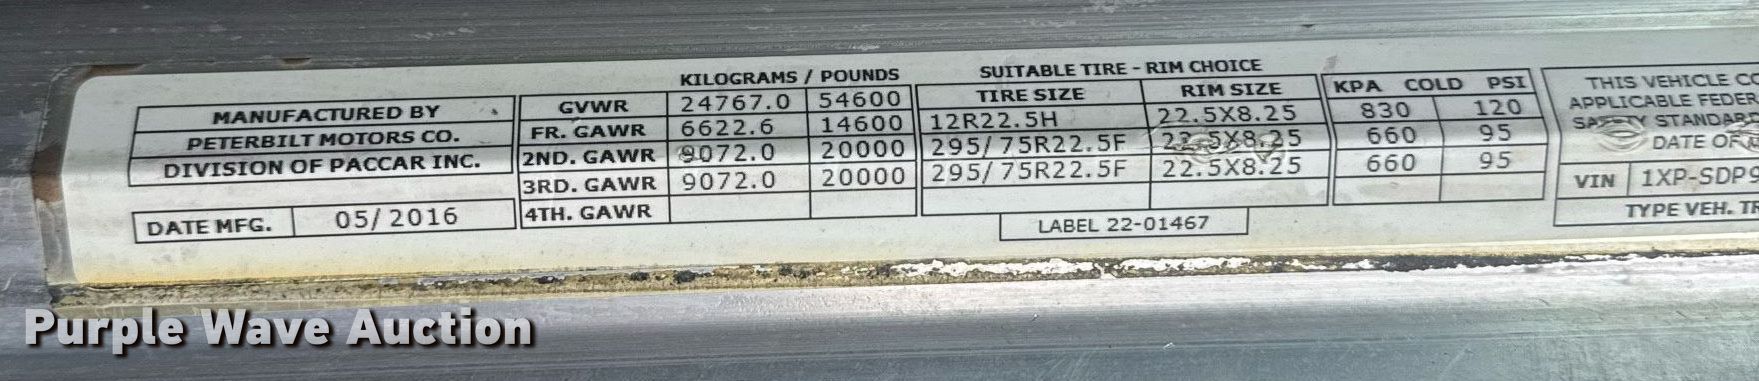 MANUFACTURED BY
PETERBILT MOTORS CO.
DIVISION OF PACCAR INC.
DATE MFG. 05/2016
KILOGRAMS / POUNDS
GVWR 24767.0 54600
FR. GAWR 6622.6 14600
2ND. GAWR 9072.0 20000
3RD. GAWR 9072.0 20000
4TH. GAWR
SUITABLE TIRE - RIM CHOICE
TIRE SIZE RIM SIZE
12R22.5H 22.5X8.25
295/75R22.5F 22.5X8.25
295/75R22.5F 22.5X8.25
LABEL 22-01467
KPA COLD PSI
830 120
660 95
660 95
THIS VEHICLE CO
APPLICABLE FEDER
SAFETY STANDARD
DATE OF
VIN 1XP-SDP9
TYPE VEH. TR
Purple Wave Auction